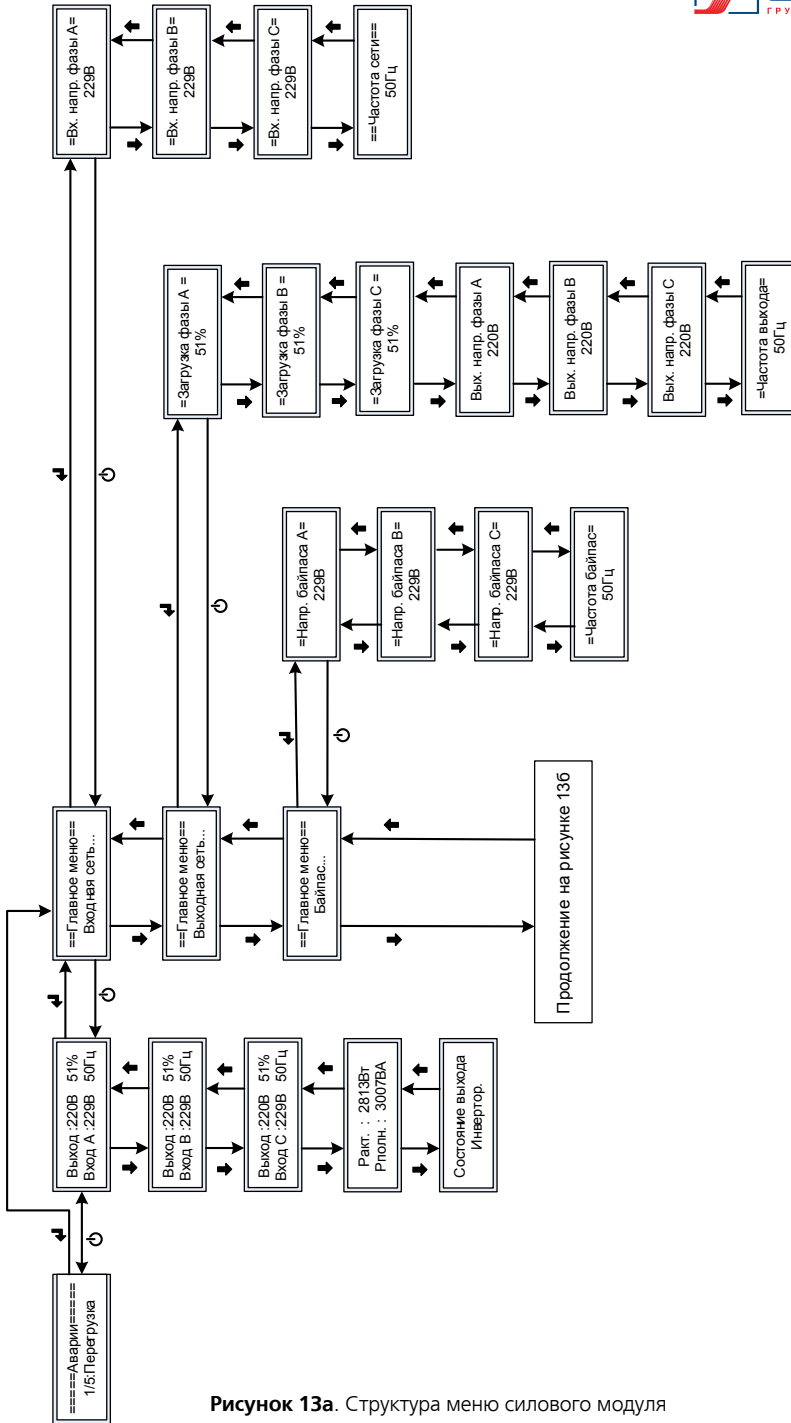 ГРУ
=====Аварии=====
1/5:Перегрузка
Выход :220В 51%
Вход А :229В 50Гц
Выход :220В 51%
Вход В :229В 50Гц
Выход :220В 51%
Вход С :229В 50Гц
Ракт. : 2813Вт
Рполн. : 3007ВА
Состояние выхода
Инвертор.
==Главное меню==
Входная сеть...
==Главное меню==
Выходная сеть...
==Главное меню==
Байпас...
Продолжение на рисунке 13б
=Напр. байпаса А=
229В
=Напр. байпаса В=
229В
=Напр. байпаса С=
229В
=Частота байпас=
50Гц
=Загрузка фазы А =
51%
=Загрузка фазы В =
51%
=Загрузка фазы С =
51%
Вых. напр. фазы А
220В
Вых. напр. фазы В
220В
Вых. напр. фазы С
220В
=Частота выхода=
50Гц
=Вх. напр. фазы А=
229В
=Вх. напр. фазы В=
229В
=Вх. напр. фазы С=
229В
==Частота сети==
50Гц
Рисунок 13а. Структура меню силового модуля